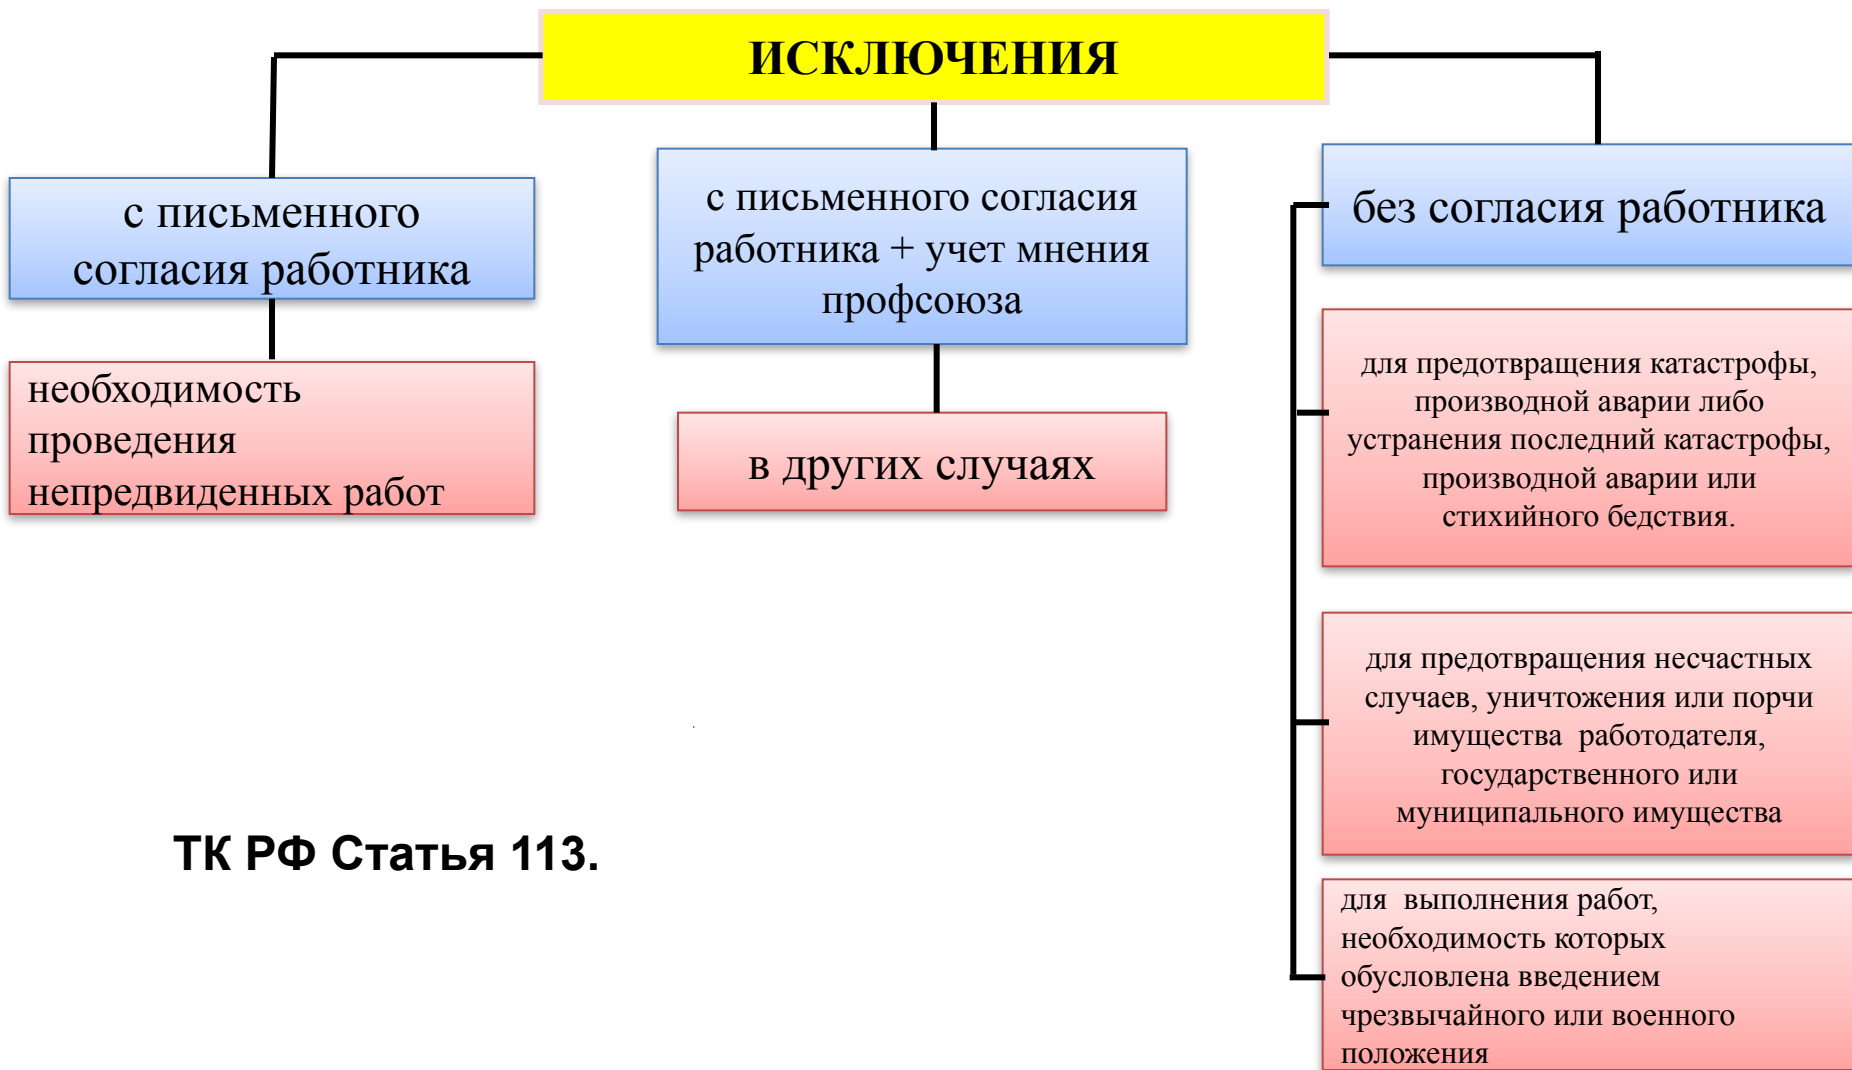 ИСКЛЮЧЕНИЯ
с письменного
согласия работника
необходимость
проведения
непредвиденных работ
с письменного согласия
работника + учет мнения
профсоюза
в других случаях
без согласия работника
для предотвращения катастрофы,
производной аварии либо
устранения последний катастрофы,
производной аварии или
стихийного бедствия.
для предотвращения несчастных
случаев, уничтожения или порчи
имущества работодателя,
государственного или
муниципального имущества
для выполнения работ,
необходимость которых
обусловлена введением
чрезвычайного или военного
положения
ТК РФ Статья 113.